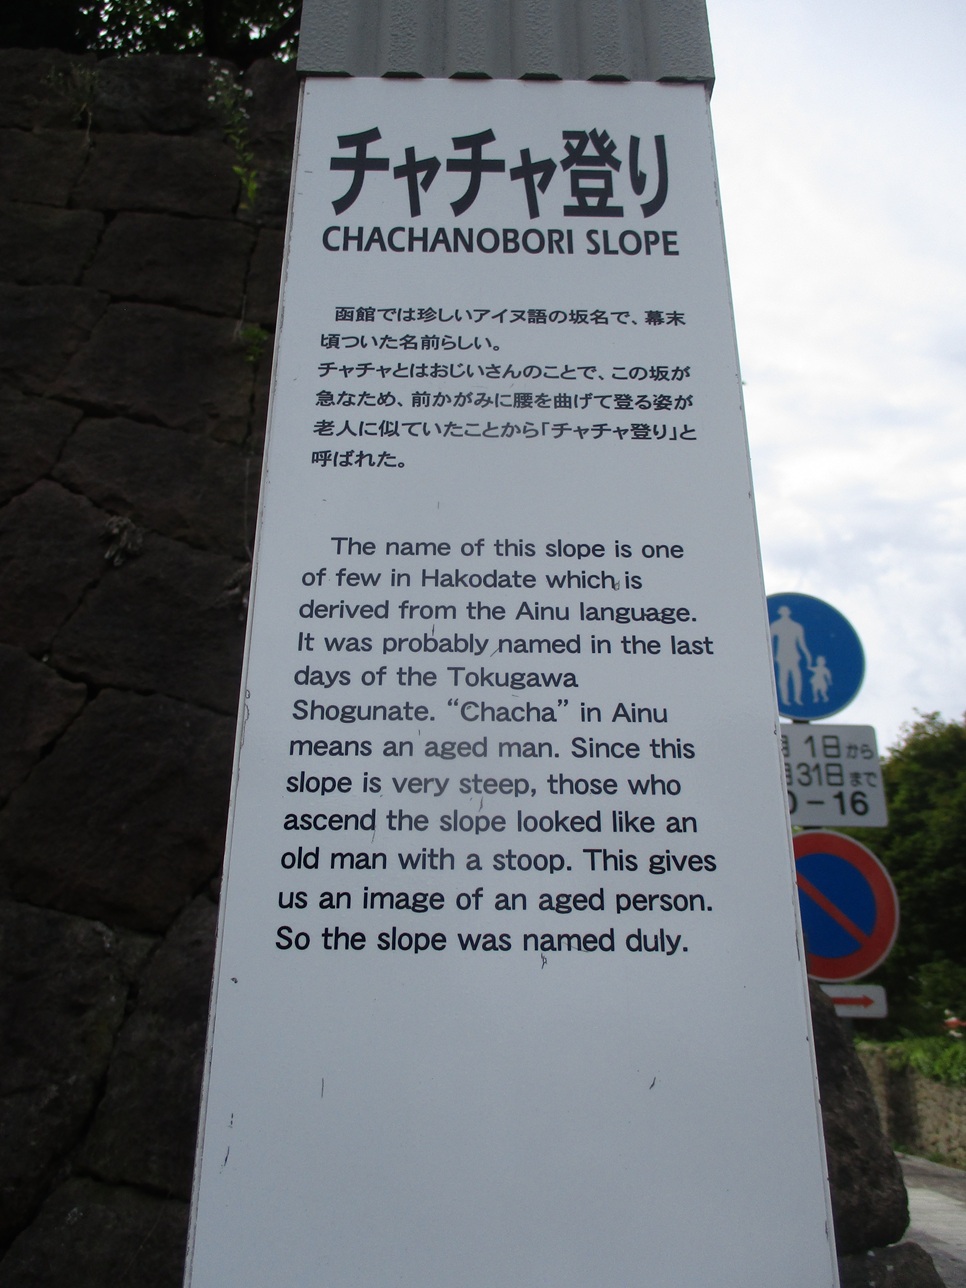 チャチャ登り
CHACHANOBORI SLOPE
函館では珍しいアイヌ語の坂名で、幕末
頃ついた名前らしい。
チャチャとはおじいさんのことで、この坂が
急なため、前かがみに腰を曲げて登る姿が
老人に似ていたことから「チャチャ登り」と
呼ばれた。
The name of this slope is one
of few in Hakodate which is
derived from the Ainu language.
It was probably named in the last
days of the Tokugawa
Shogunate. “Chacha” in Ainu
means an aged man. Since this
slope is very steep, those who
ascend the slope looked like an
old man with a stoop. This gives
us an image of an aged person.
So the slope was named duly.
月1日から
月31日まで
0-16